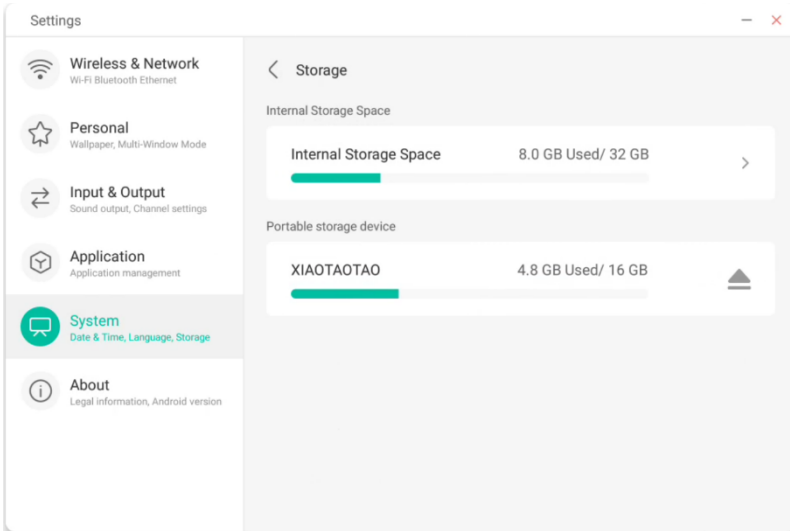 Settings
Wireless & Network
Wi-Fi Bluetooth Ethernet
Personal
Wallpaper, Multi-Window Mode
Input & Output
Sound output, Channel settings
Application
Application management
System
Date & Time, Language, Storage
About
Legal information, Android version
Storage
Internal Storage Space
Internal Storage Space 8.0 GB Used/ 32 GB
Portable storage device
XIAOTAOTAO 4.8 GB Used/ 16 GB